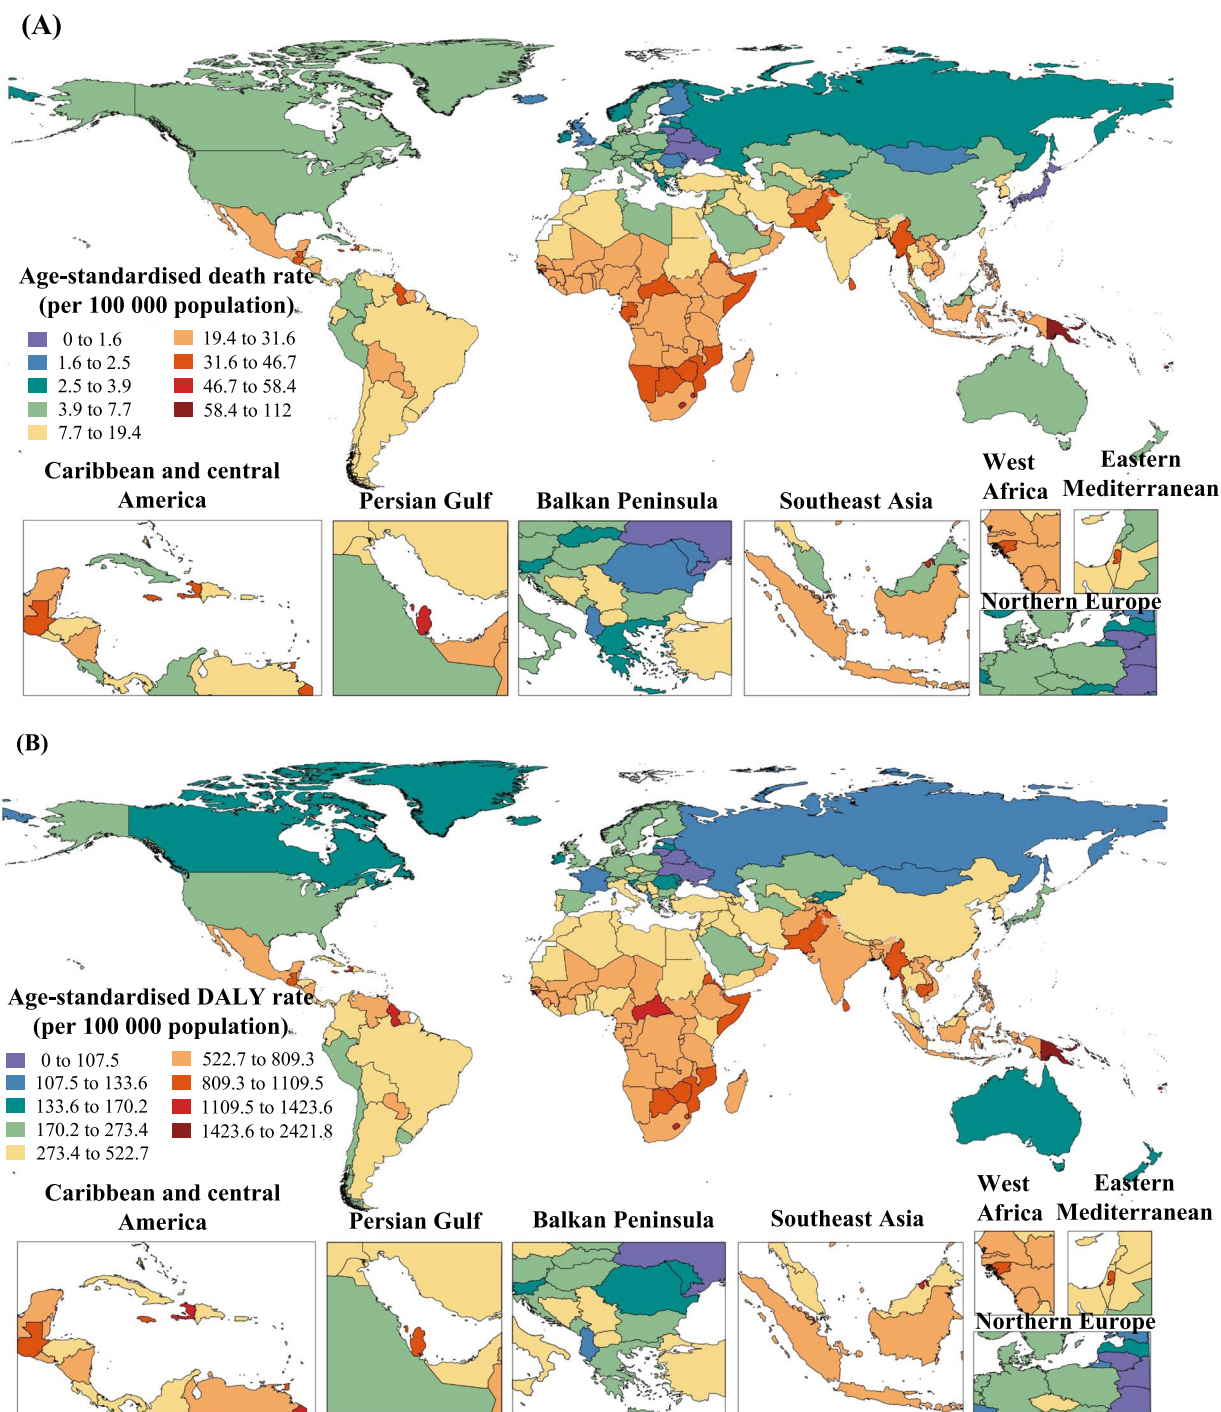 (A)
Age-standardised death rate
(per 100 000 population)
0 to 1.6
1.6 to 2.5
2.5 to 3.9
3.9 to 7.7
7.7 to 19.4
19.4 to 31.6
31.6 to 46.7
46.7 to 58.4
58.4 to 112
Caribbean and central
America
Persian Gulf
Balkan Peninsula
Southeast Asia
West
Africa
Eastern
Mediterranean
Northern Europe
(B)
Age-standardised DALY rate
(per 100 000 population)
0 to 107.5
107.5 to 133.6
133.6 to 170.2
170.2 to 273.4
273.4 to 522.7
522.7 to 809.3
809.3 to 1109.5
1109.5 to 1423.6
1423.6 to 2421.8
Caribbean and central
America
Persian Gulf
Balkan Peninsula
Southeast Asia
West
Africa
Eastern
Mediterranean
Northern Europe